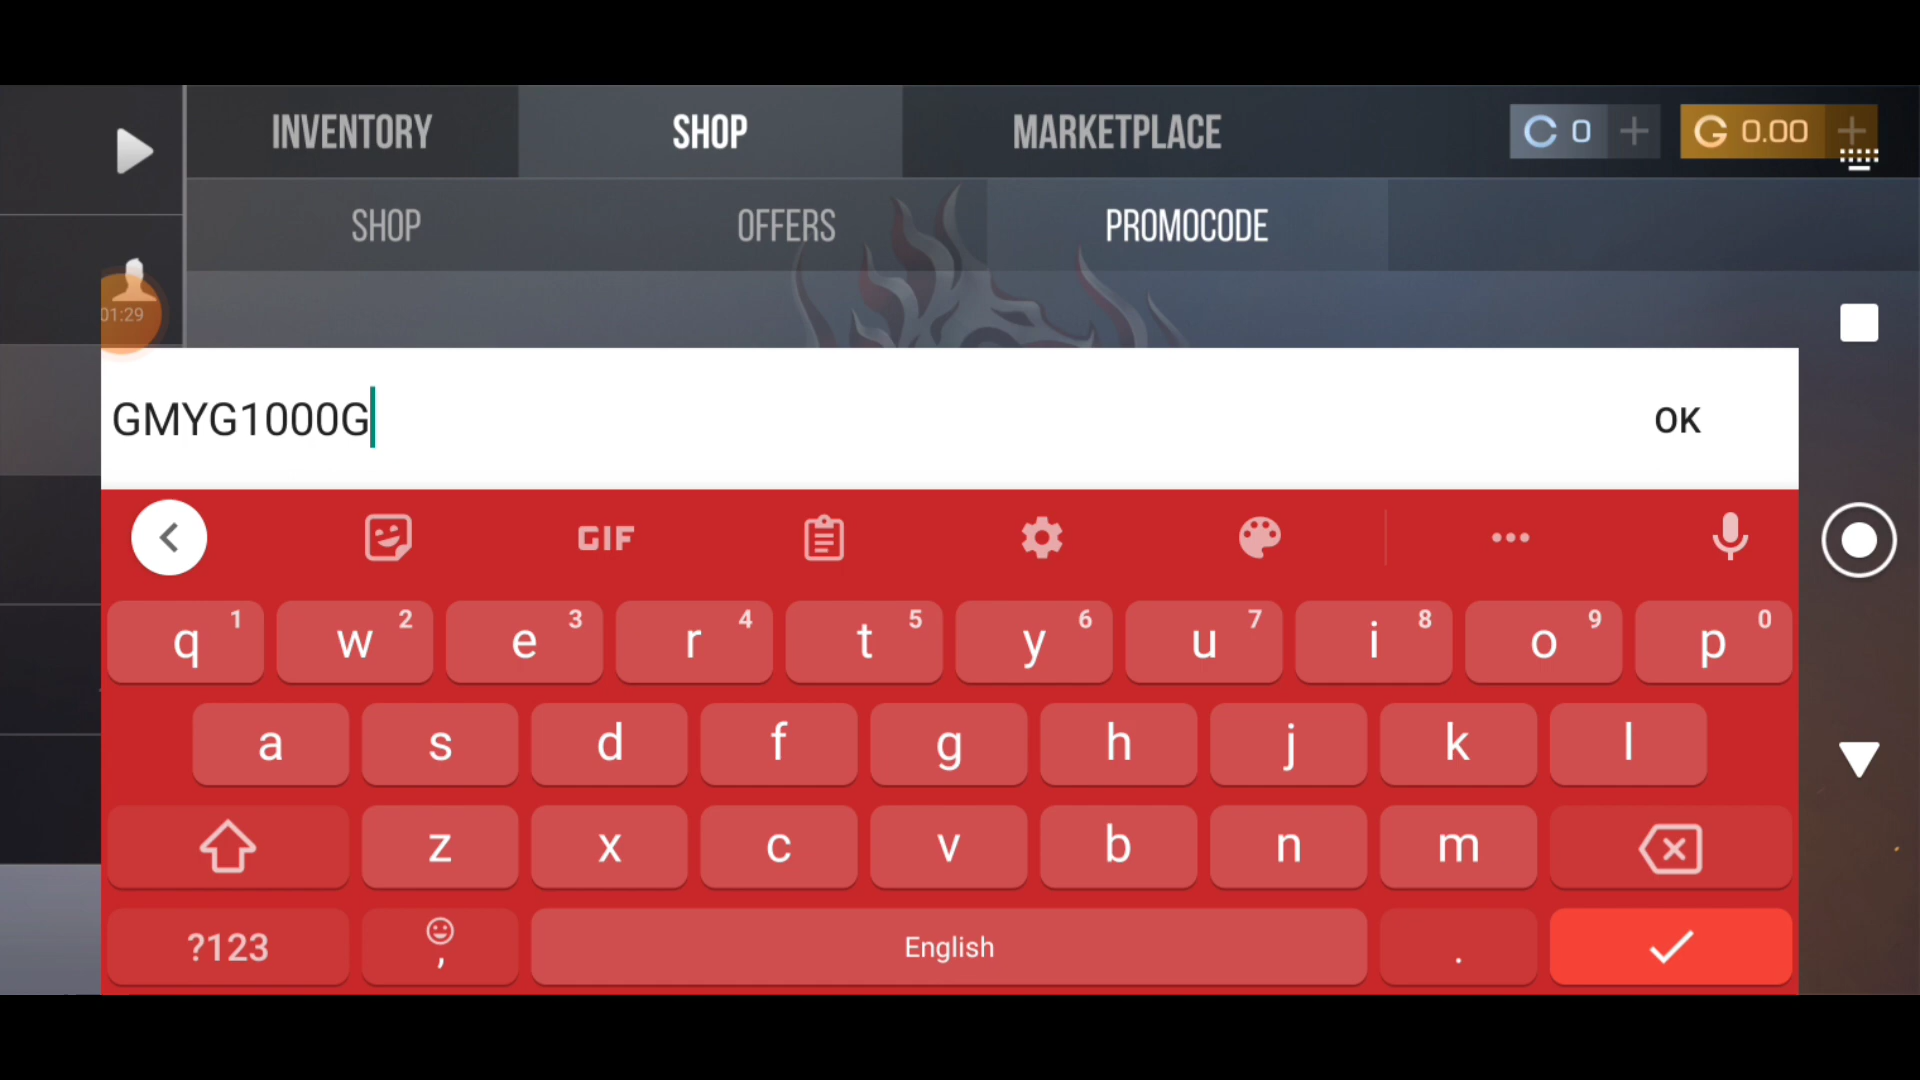 INVENTORY SHOP MARKETPLACE C 0 + G 0.00 +
SHOP OFFERS PROMOCODE
01:29
GMYG1000G OK
GIF
q 1 w 2 e 3 r 4 t 5 y 6 u 7 i 8 o 9 p 0
a s d f g h j k l
z x c v b n m
?123 , English .